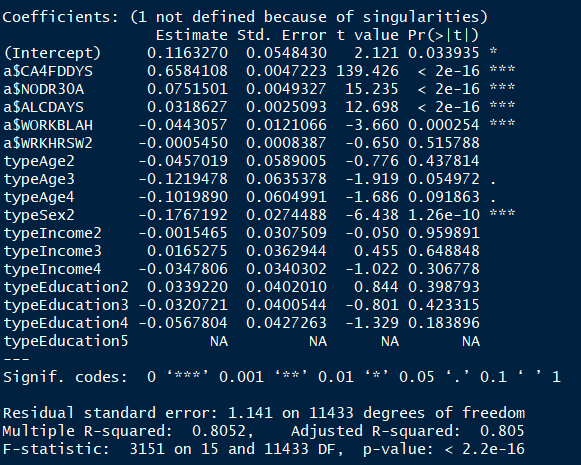 Coefficients: (1 not defined because of singularities)
Estimate Std. Error t value Pr(>|t|)
(Intercept) 0.1163270 0.0548430 2.121 0.033935 *
a$CA4FDDYS 0.6584108 0.0047223 139.426 < 2e-16 ***
a$NODR30A 0.0751501 0.0049327 15.235 < 2e-16 ***
a$ALCDAYS 0.0318627 0.0025093 12.698 < 2e-16 ***
a$WORKBLAH -0.0443057 0.0121066 -3.660 0.000254 ***
a$WRKHRSW2 -0.0005450 0.0008387 -0.650 0.515788
typeAge2 -0.0457019 0.0589005 -0.776 0.437814
typeAge3 -0.1219478 0.0635378 -1.919 0.054972 .
typeAge4 -0.1019890 0.0604991 -1.686 0.091863 .
typeSex2 -0.1767192 0.0274488 -6.438 1.26e-10 ***
typeIncome2 -0.0015465 0.0307509 -0.050 0.959891
typeIncome3 0.0165275 0.0362944 0.455 0.648848
typeIncome4 -0.0347806 0.0340302 -1.022 0.306778
typeEducation2 0.0339220 0.0402010 0.844 0.398793
typeEducation3 -0.0320721 0.0400544 -0.801 0.423315
typeEducation4 -0.0567804 0.0427263 -1.329 0.183896
typeEducation5 NA NA NA NA
---
Signif. codes: 0 ‘***’ 0.001 ‘**’ 0.01 ‘*’ 0.05 ‘.’ 0.1 ‘ ’ 1
Residual standard error: 1.141 on 11433 degrees of freedom
Multiple R-squared: 0.8052, Adjusted R-squared: 0.805
F-statistic: 3151 on 15 and 11433 DF, p-value: < 2.2e-16